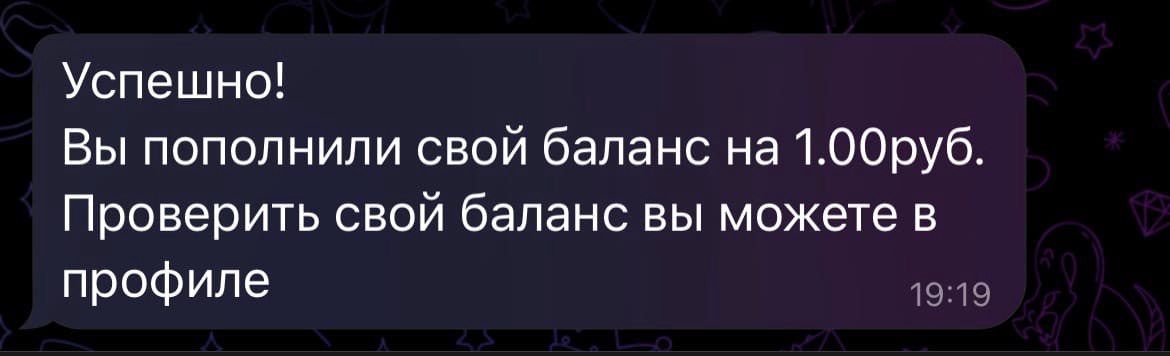 Успешно!
Вы пополнили свой баланс на 1.00руб.
Проверить свой баланс вы можете в
профиле
19:19